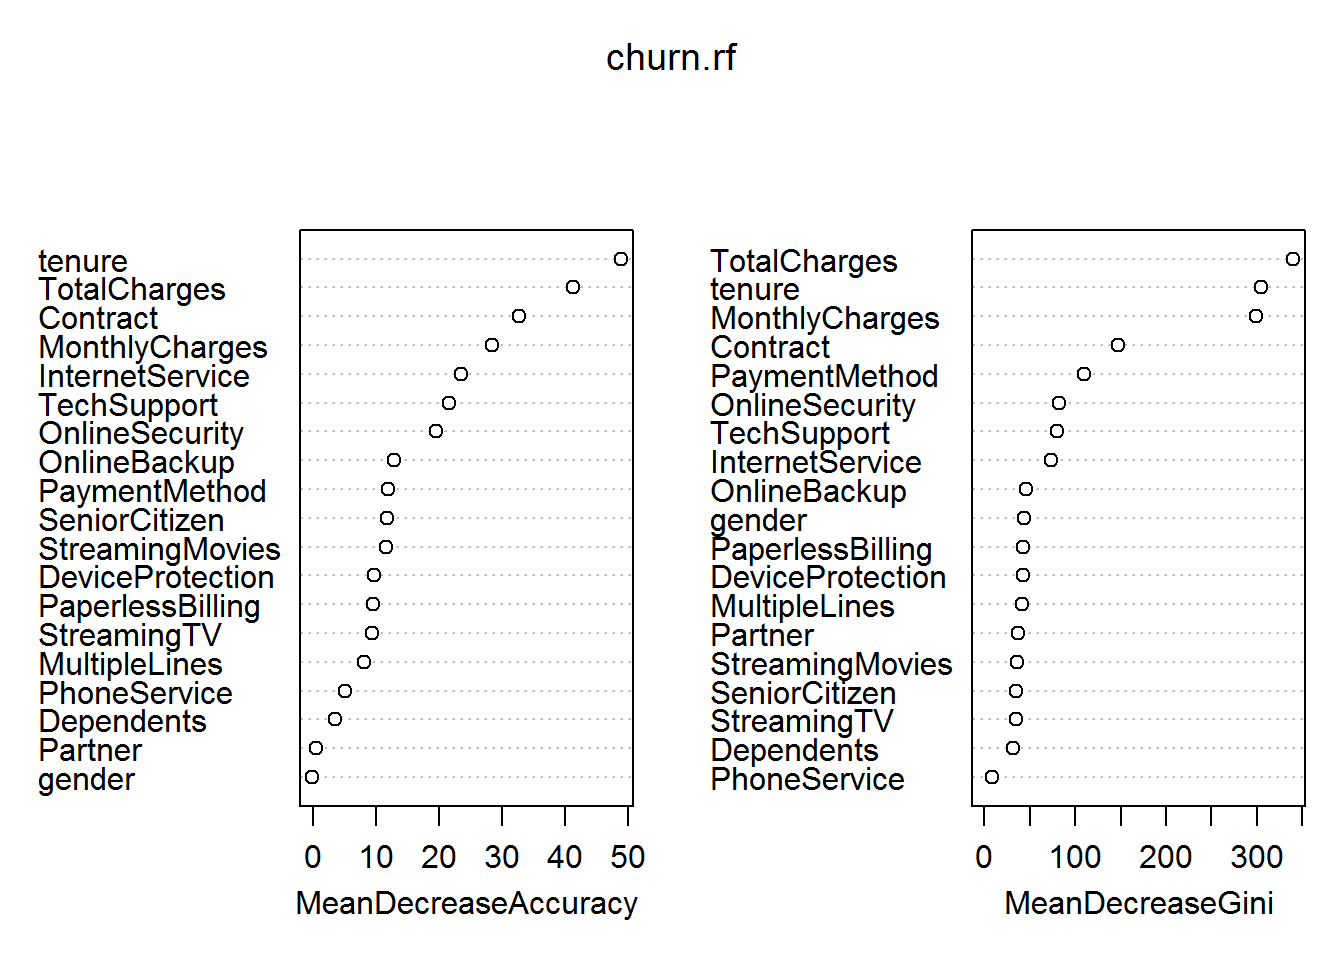 churn.rf
tenure
TotalCharges
Contract
MonthlyCharges
InternetService
TechSupport
OnlineSecurity
OnlineBackup
PaymentMethod
SeniorCitizen
StreamingMovies
DeviceProtection
PaperlessBilling
StreamingTV
MultipleLines
PhoneService
Dependents
Partner
gender
0 10 20 30 40 50
MeanDecreaseAccuracy
TotalCharges
tenure
MonthlyCharges
Contract
PaymentMethod
OnlineSecurity
TechSupport
InternetService
OnlineBackup
gender
PaperlessBilling
DeviceProtection
MultipleLines
Partner
StreamingMovies
SeniorCitizen
StreamingTV
Dependents
PhoneService
0 100 200 300
MeanDecreaseGini